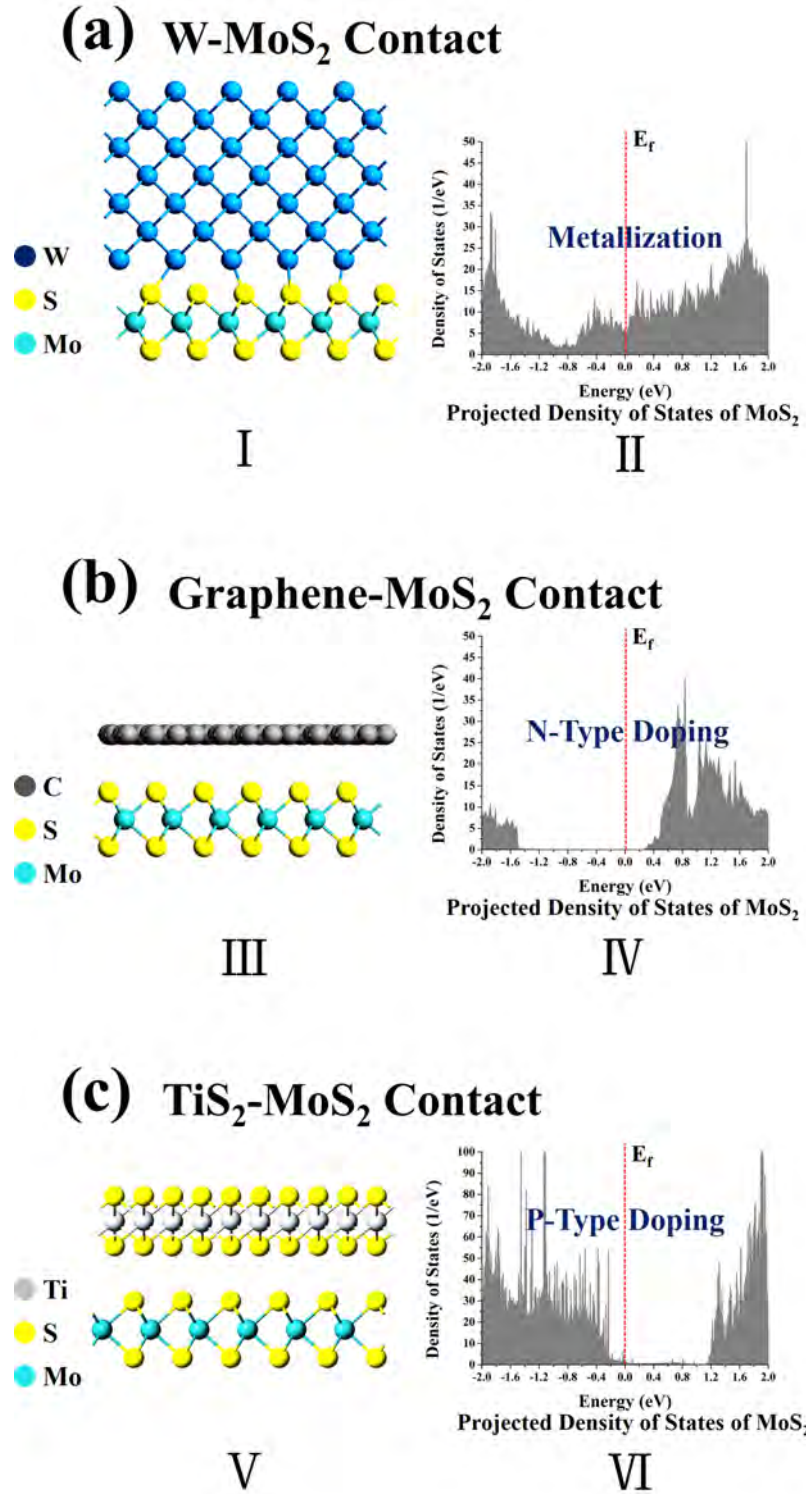 (a) W-MoS₂ Contact
W
S
Mo
E_f
Metallization
Density of States (1/eV)
50
45
40
35
30
25
20
15
10
5
0
-2.0 -1.6 -1.2 -0.8 -0.4 0.0 0.4 0.8 1.2 1.6 2.0
Energy (eV)
Projected Density of States of MoS₂
Ⅰ
Ⅱ
(b) Graphene-MoS₂ Contact
C
S
Mo
E_f
N-Type Doping
Density of States (1/eV)
50
45
40
35
30
25
20
15
10
5
0
-2.0 -1.6 -1.2 -0.8 -0.4 0.0 0.4 0.8 1.2 1.6 2.0
Energy (eV)
Projected Density of States of MoS₂
Ⅲ
Ⅳ
(c) TiS₂-MoS₂ Contact
Ti
S
Mo
E_f
P-Type Doping
Density of States (1/eV)
100
90
80
70
60
50
40
30
20
10
0
-2.0 -1.6 -1.2 -0.8 -0.4 0.0 0.4 0.8 1.2 1.6 2.0
Energy (eV)
Projected Density of States of MoS₂
Ⅴ
Ⅵ